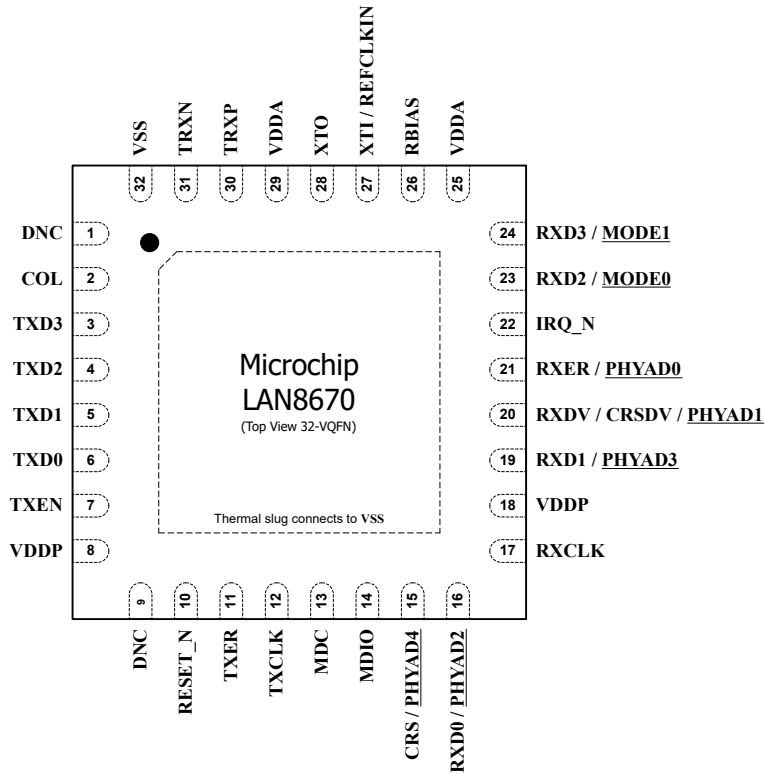 VSS
TRXN
TRXP
VDDA
XTO
XTI / REFCLKIN
RBIAS
VDDA
32
31
30
29
28
27
26
25
DNC 1
COL 2
TXD3 3
TXD2 4
TXD1 5
TXD0 6
TXEN 7
VDDP 8
24 RXD3 / MODE1
23 RXD2 / MODE0
22 IRQ_N
21 RXER / PHYAD0
20 RXDV / CRSDV / PHYAD1
19 RXD1 / PHYAD3
18 VDDP
17 RXCLK
Microchip
LAN8670
(Top View 32-VQFN)
Thermal slug connects to VSS
9
10
11
12
13
14
15
16
DNC
RESET_N
TXER
TXCLK
MDC
MDIO
CRS / PHYAD4
RXD0 / PHYAD2